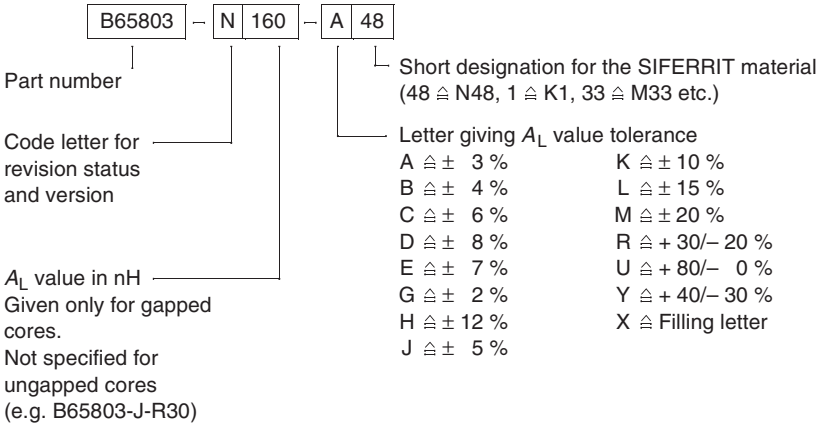 B65803 – N 160 – A 48
Part number
Short designation for the SIFERRIT material
(48 ≙ N48, 1 ≙ K1, 33 ≙ M33 etc.)
Code letter for
revision status
and version
Letter giving AL value tolerance
A ≙ ± 3 % K ≙ ± 10 %
B ≙ ± 4 % L ≙ ± 15 %
C ≙ ± 6 % M ≙ ± 20 %
D ≙ ± 8 % R ≙ + 30/– 20 %
E ≙ ± 7 % U ≙ + 80/– 0 %
G ≙ ± 2 % Y ≙ + 40/– 30 %
H ≙ ± 12 % X ≙ Filling letter
J ≙ ± 5 %
AL value in nH
Given only for gapped
cores.
Not specified for
ungapped cores
(e.g. B65803-J-R30)